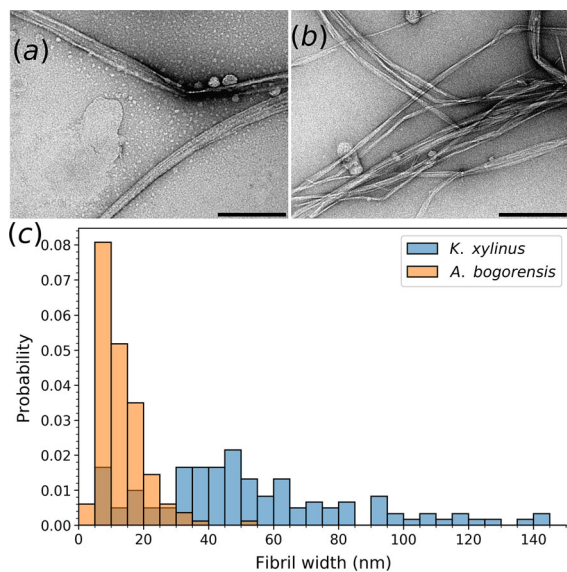 (a)
(b)
(c)
K. xylinus
A. bogorensis
Probability
0.08
0.07
0.06
0.05
0.04
0.03
0.02
0.01
0.00
0 20 40 60 80 100 120 140
Fibril width (nm)